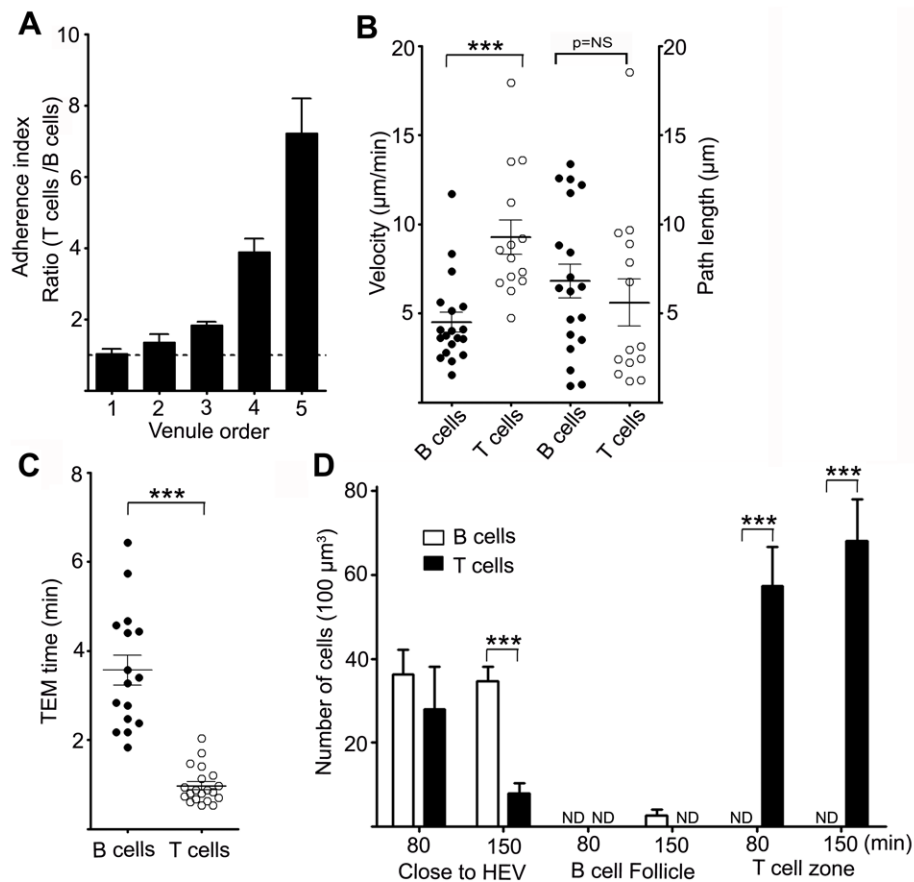 A
Adherence index
Ratio (T cells /B cells)
10
8
6
4
2
1 2 3 4 5
Venule order
B
Velocity (µm/min)
20
15
10
5
***
p=NS
20
15
10
5
Path length (µm)
B cells T cells B cells T cells
C
TEM time (min)
8
6
4
2
***
B cells T cells
D
Number of cells (100 µm³)
80
60
40
20
B cells
T cells
***
***
***
ND ND ND ND ND
80 150 80 150 80 150 (min)
Close to HEV B cell Follicle T cell zone